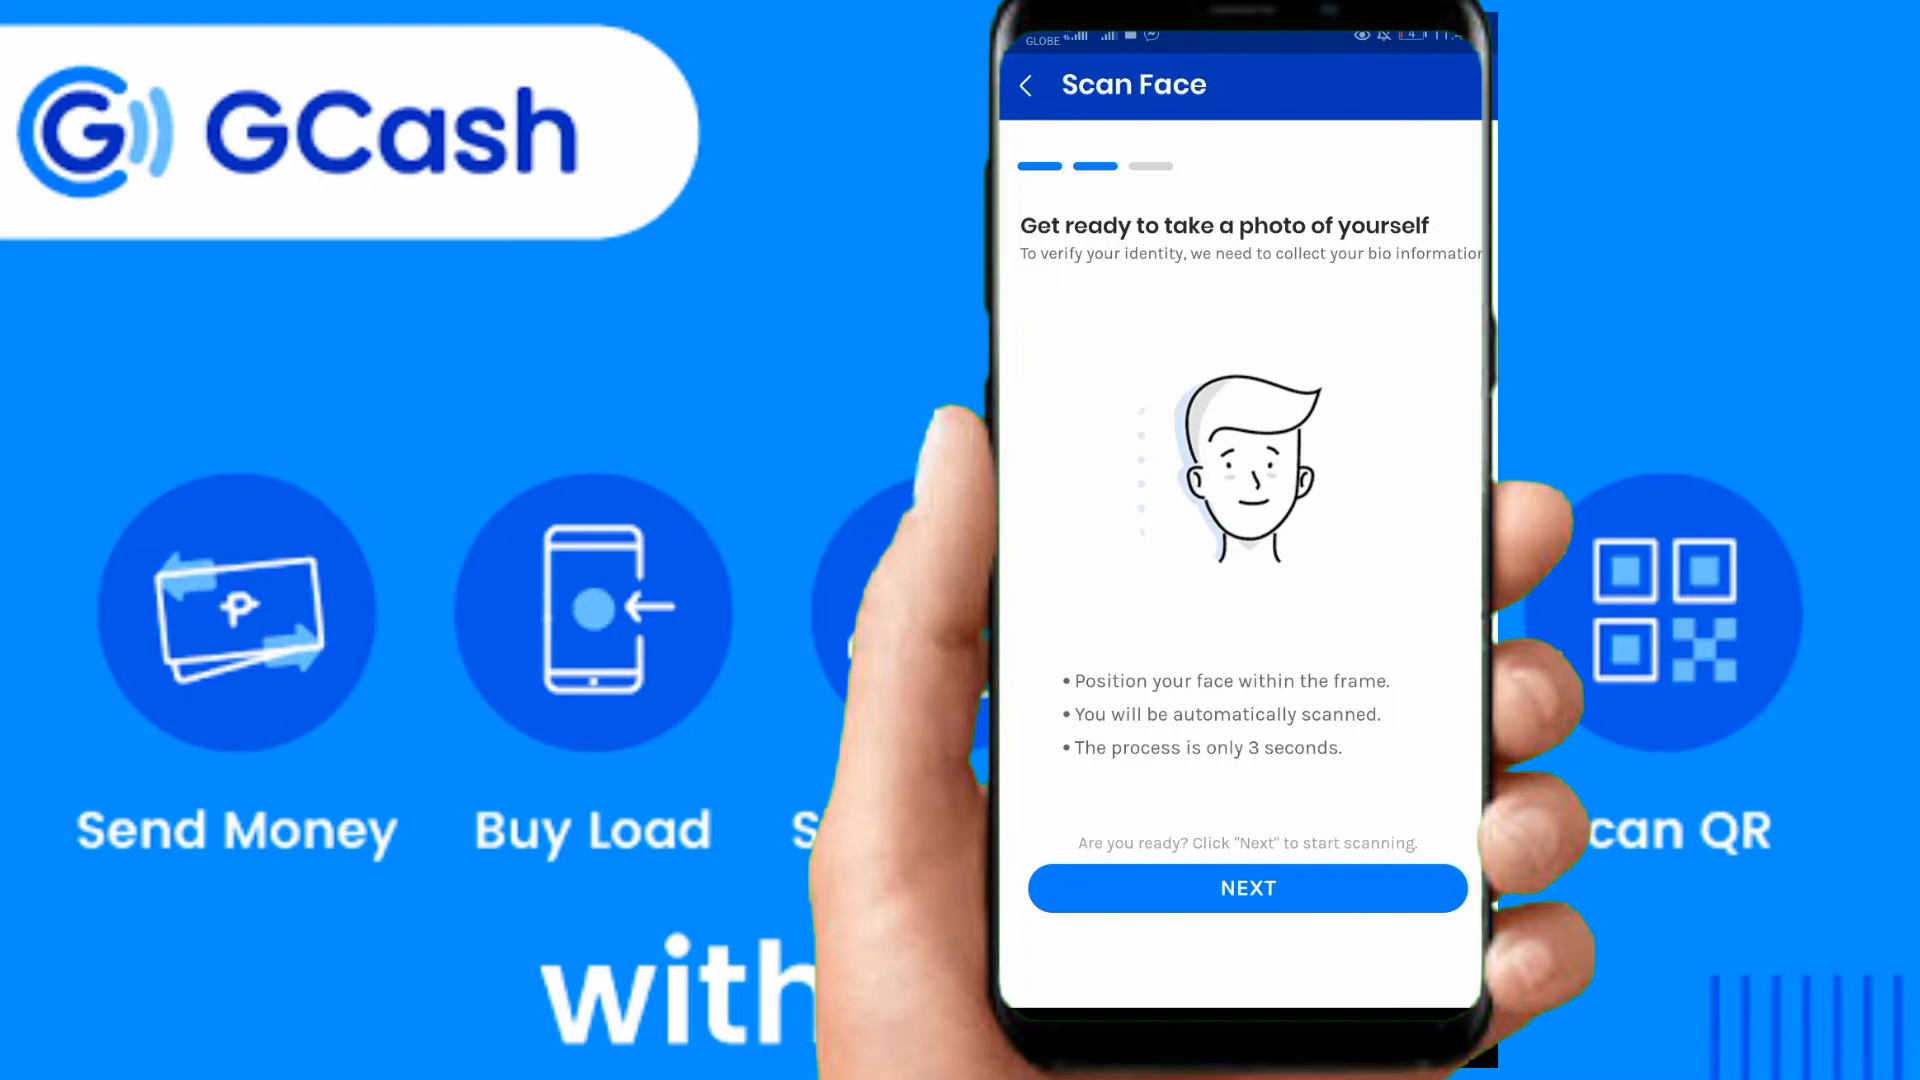 GCash
GLOBE
Scan Face
Get ready to take a photo of yourself
To verify your identity, we need to collect your bio information
Position your face within the frame.
You will be automatically scanned.
The process is only 3 seconds.
Are you ready? Click "Next" to start scanning.
NEXT
Send Money
Buy Load
can QR
with